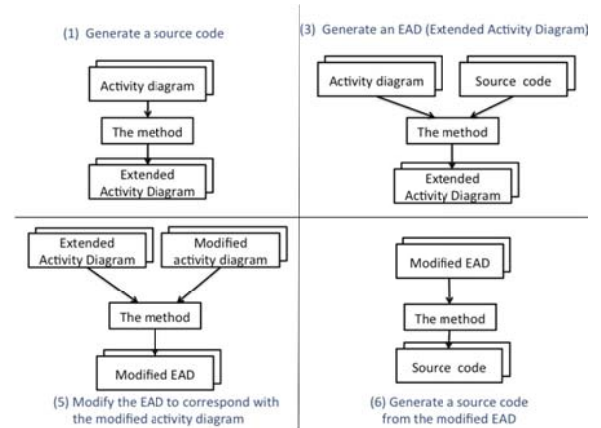 (1) Generate a source code
Activity diagram
The method
Extended
Activity Diagram
(3) Generate an EAD (Extended Activity Diagram)
Activity diagram
Source code
The method
Extended
Activity Diagram
Extended
Activity Diagram
Modified
activity diagram
The method
Modified EAD
(5) Modify the EAD to correspond with
the modified activity diagram
Modified EAD
The method
Source code
(6) Generate a source code
from the modified EAD